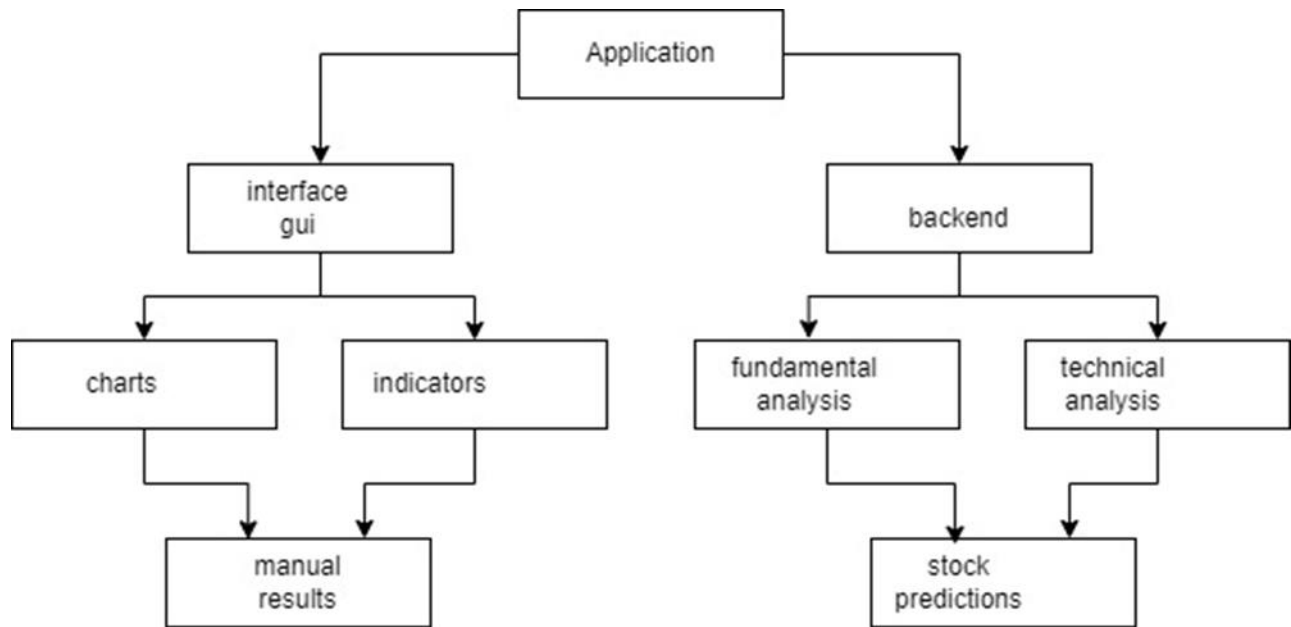 Application
interface
gui
backend
charts
indicators
fundamental
analysis
technical
analysis
manual
results
stock
predictions